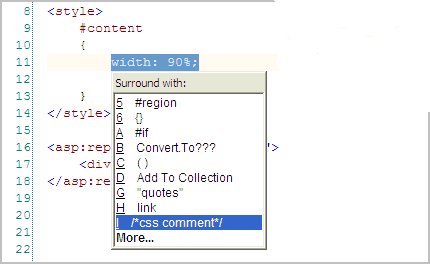 8 <style>
9 #content
10 {
11 width: 90%;
12
13 }
14 </style>
15
16 <asp:rep ">
17 <div
18 </asp:re
19
20
21
22
Surround with:
5 #region
6 {}
A #if
B Convert.To???
C ( )
D Add To Collection
G "quotes"
H link
I /*css comment*/
More...